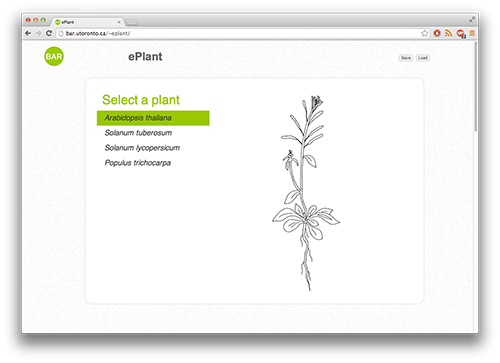 ePlant
bar.utoronto.ca/~eplant/
BAR
ePlant
Save
Load
Select a plant
Arabidopsis thaliana
Solanum tuberosum
Solanum lycopersicum
Populus trichocarpa